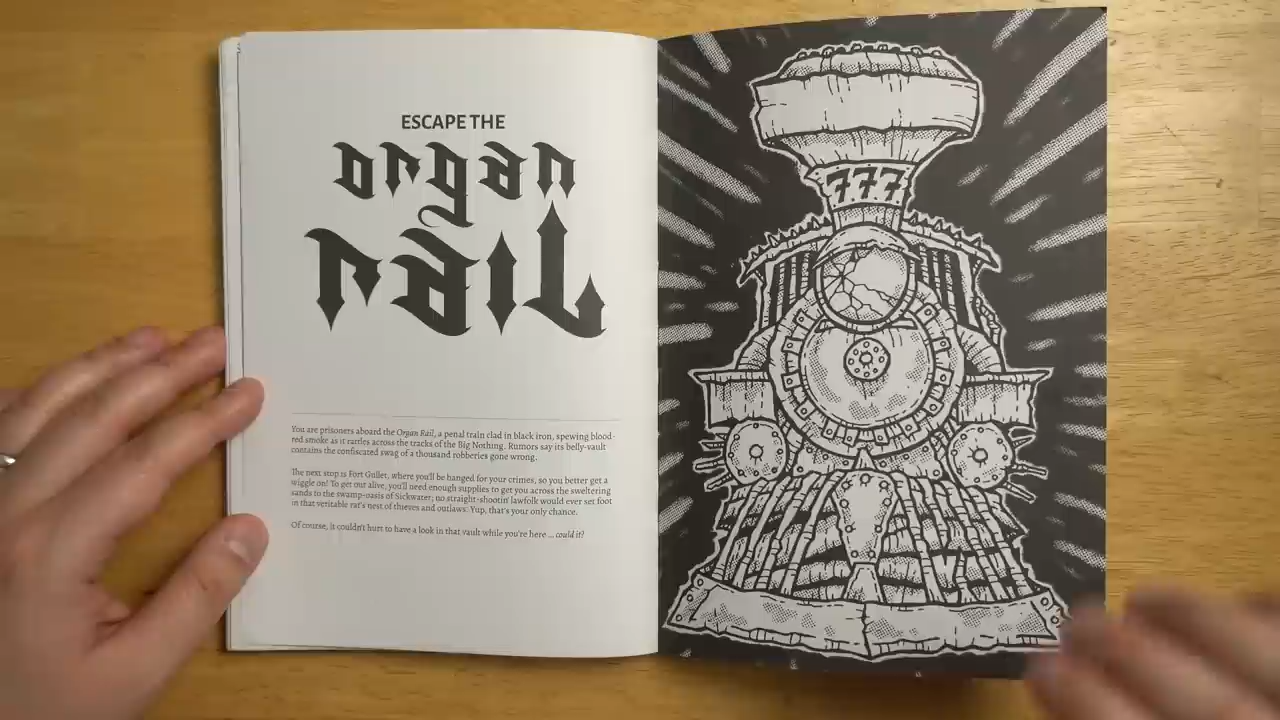 ESCAPE THE
organ
rail
You are prisoners aboard the Organ Rail, a penal train clad in black iron, spewing blood-
red smoke as it rattles across the tracks of the Big Nothing. Rumors say its belly-vault
contains the confiscated swag of a thousand robberies gone wrong.
The next stop is Fort Gullet, where you'll be hanged for your crimes, so you better get a
wiggle on! To get out alive, you'll need enough supplies to get you across the sweltering
sands to the swamp-oasis of Sickwater; no straight-shootin' lawfolk would ever set foot
in that veritable rat's nest of thieves and outlaws. Yup, that's your only chance.
Of course, it couldn't hurt to have a look in that vault while you're here ... could it?
777